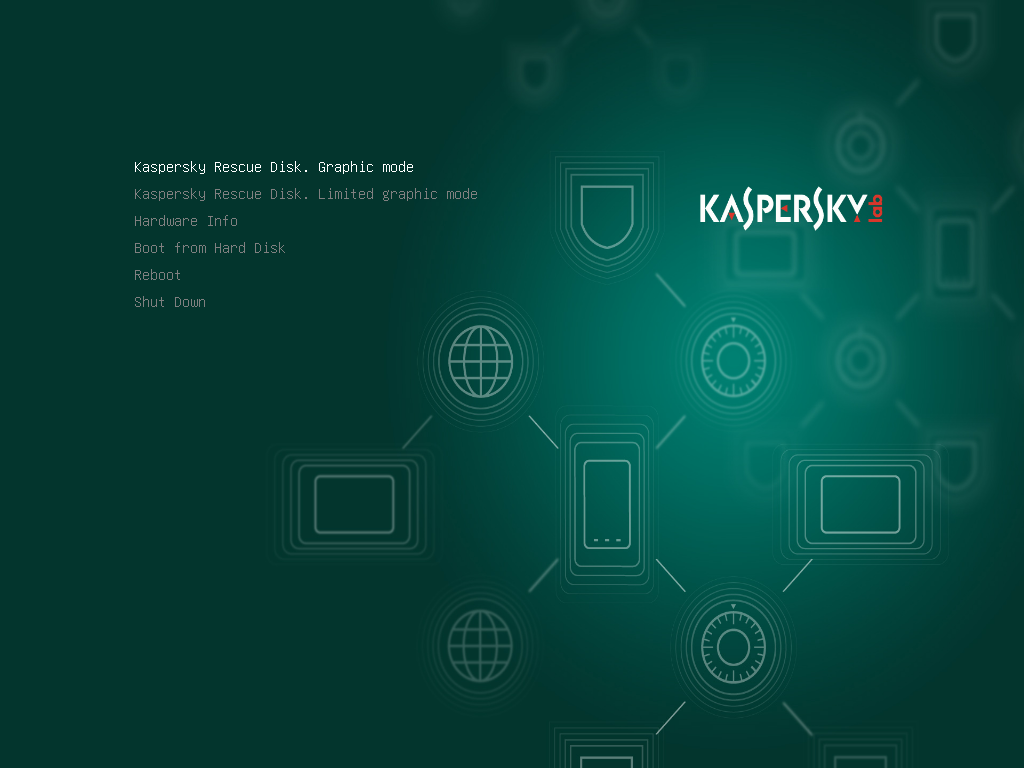 Kaspersky Rescue Disk. Graphic mode
Kaspersky Rescue Disk. Limited graphic mode
Hardware Info
Boot from Hard Disk
Reboot
Shut Down
KASPERSKY lab